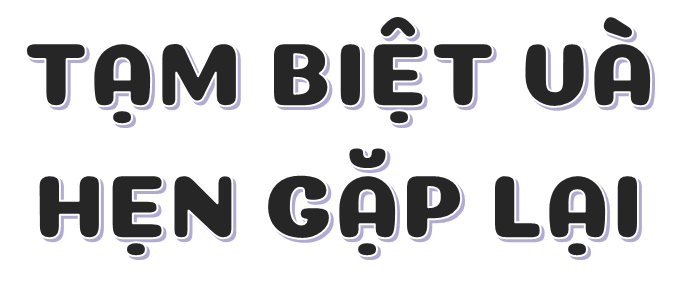 TẠM BIỆT UÀ
HẸN GẶP LẠI